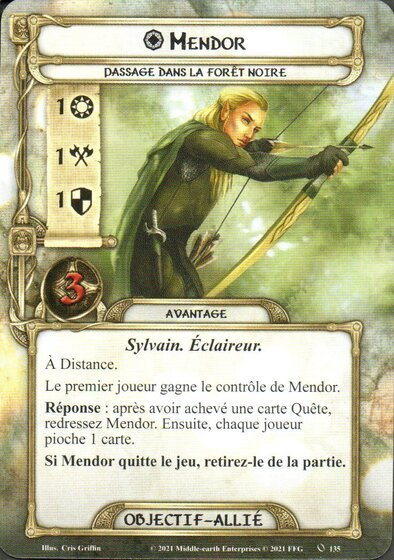 MENDOR
PASSAGE DANS LA FORÊT NOIRE
1
1
1
3
AVANTAGE
Sylvain. Éclaireur.
À Distance.
Le premier joueur gagne le contrôle de Mendor.
Réponse : après avoir achevé une carte Quête,
redressez Mendor. Ensuite, chaque joueur
pioche 1 carte.
Si Mendor quitte le jeu, retirez-le de la partie.
OBJECTIF-ALLIÉ
Illus. Cris Griffin © 2021 Middle-earth Enterprises © 2021 FFG 135